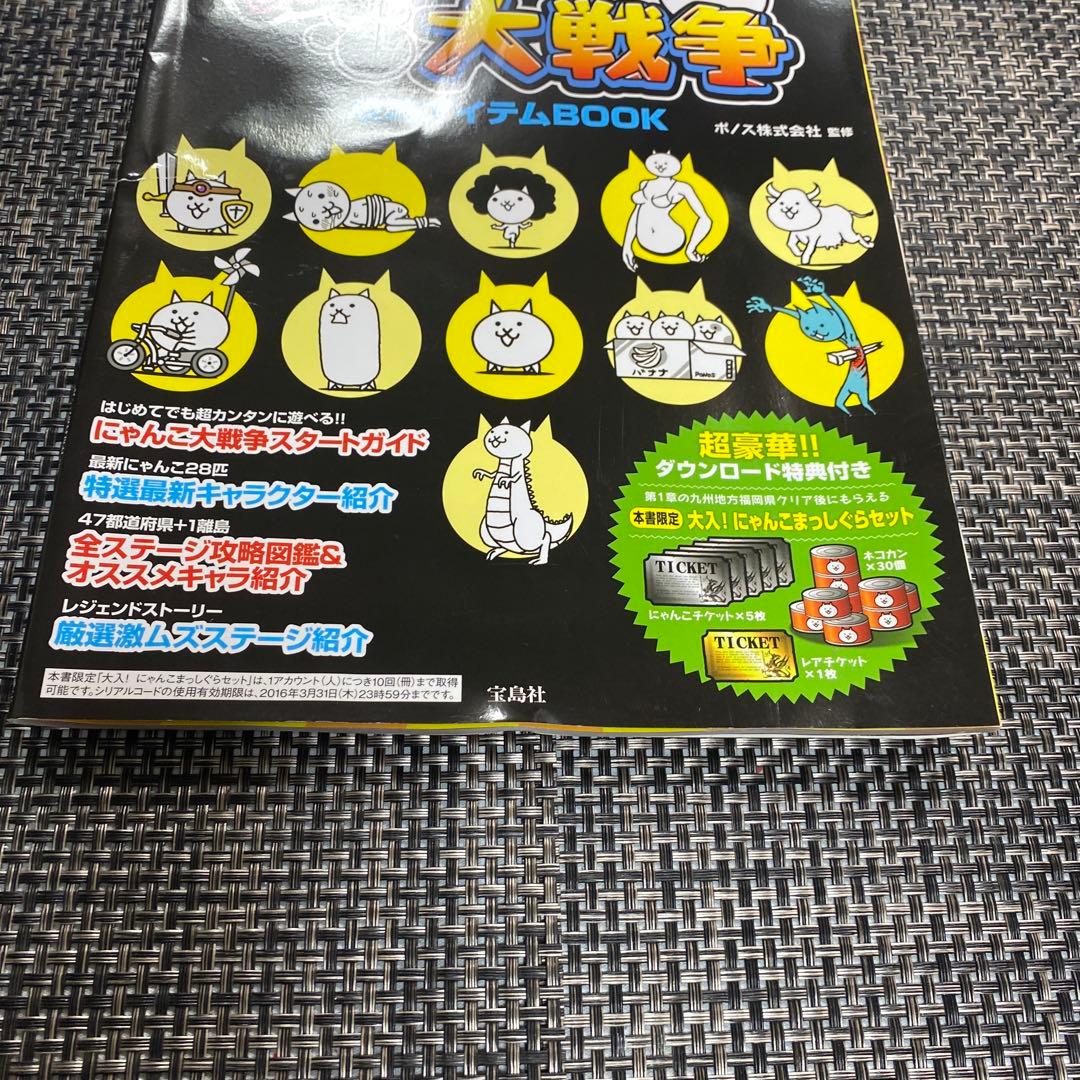 大戦争
イテムBOOK
ポノス株式会社 監修
バナナ
PONOS
はじめてでも超カンタンに遊べる!!
にゃんこ大戦争スタートガイド
最新にゃんこ28匹
特選最新キャラクター紹介
47都道府県+1離島
全ステージ攻略図鑑&
オススメキャラ紹介
レジェンドストーリー
厳選激ムズステージ紹介
本書限定「大入! にゃんこまっしぐらセット」は、1アカウント(人)につき10回(冊)まで取得
可能です。シリアルコードの使用有効期限は、2016年3月31日(木)23時59分までです。
超豪華!!
ダウンロード特典付き
第1章の九州地方福岡県クリア後にもらえる
本書限定 大入! にゃんこまっしぐらセット
TICKET
にゃんこチケット×5枚
ネコカン
×30個
TICKET
レアチケット
×1枚
宝島社